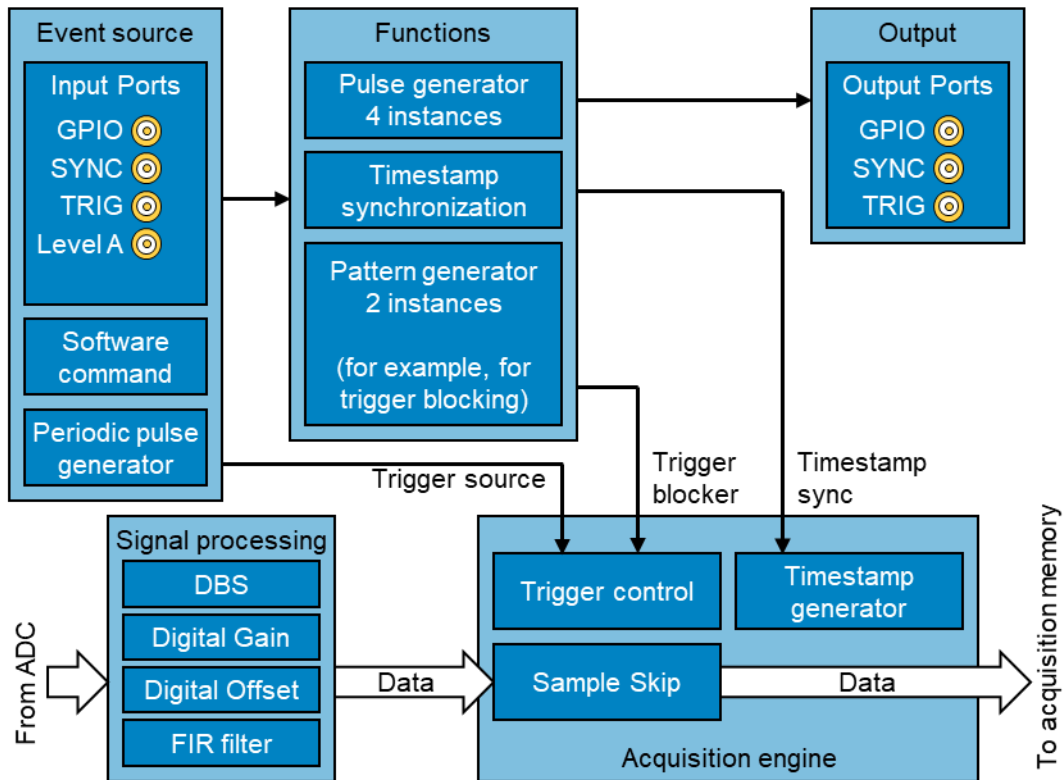 Event source
Input Ports
GPIO
SYNC
TRIG
Level A
Software
command
Periodic pulse
generator
Functions
Pulse generator
4 instances
Timestamp
synchronization
Pattern generator
2 instances
(for example, for
trigger blocking)
Output
Output Ports
GPIO
SYNC
TRIG
Trigger source
Trigger
blocker
Timestamp
sync
From ADC
Signal processing
DBS
Digital Gain
Digital Offset
FIR filter
Data
Trigger control
Timestamp
generator
Sample Skip
Data
Acquisition engine
To acquisition memory